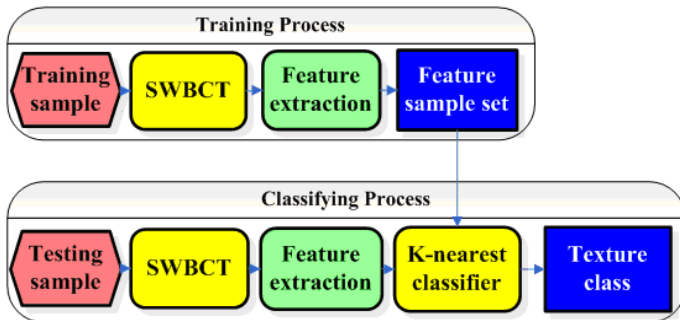 Training Process
Training
sample
SWBCT
Feature
extraction
Feature
sample set
Classifying Process
Testing
sample
SWBCT
Feature
extraction
K-nearest
classifier
Texture
class